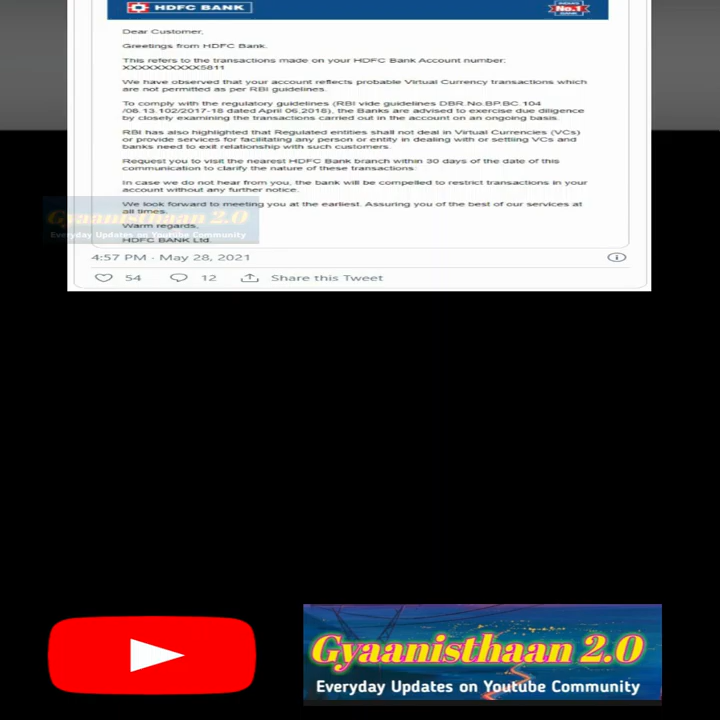 HDFC BANK
No.1
Dear Customer,
Greetings from HDFC Bank.
This refers to the transactions made on your HDFC Bank Account number:
XXXXXXXXXX5811
We have observed that your account reflects probable Virtual Currency transactions which
are not permitted as per RBI guidelines.
To comply with the regulatory guidelines (RBI vide guidelines DBR.No.BP.BC.104
/08.13.102/2017-18 dated April 06,2018), the Banks are advised to exercise due diligence
by closely examining the transactions carried out in the account on an ongoing basis.
RBI has also highlighted that Regulated entities shall not deal in Virtual Currencies (VCs)
or provide services for facilitating any person or entity in dealing with or settling VCs and
banks need to exit relationship with such customers.
Request you to visit the nearest HDFC Bank branch within 30 days of the date of this
communication to clarify the nature of these transactions.
In case we do not hear from you, the bank will be compelled to restrict transactions in your
account without any further notice.
We look forward to meeting you at the earliest. Assuring you of the best of our services at
all times.
Warm regards,
HDFC BANK Ltd.
Gyaanisthaan 2.0
Everyday Updates on Youtube Community
4:57 PM · May 28, 2021
54 12 Share this Tweet
Gyaanisthaan 2.0
Everyday Updates on Youtube Community